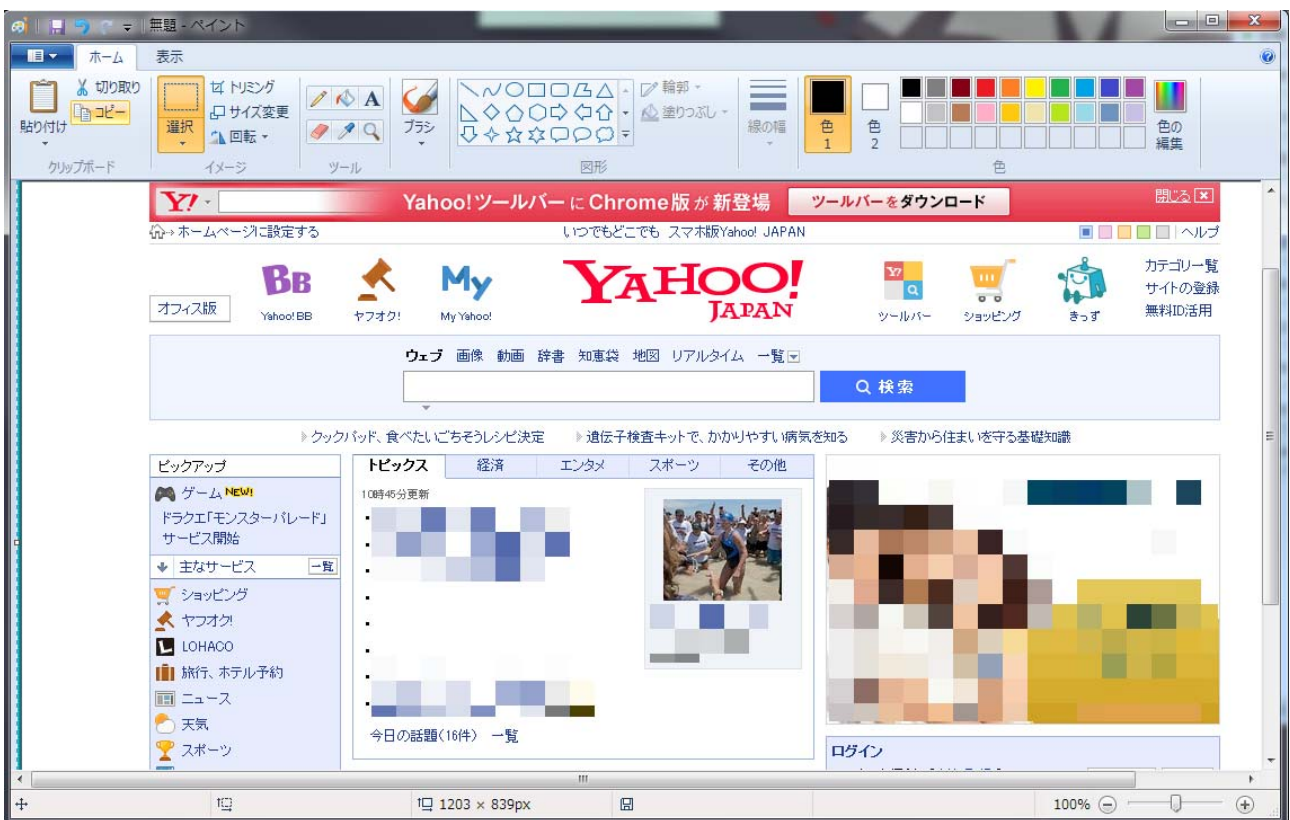 無題 - ペイント
ホーム 表示
貼り付け
切り取り
コピー
クリップボード
選択
トリミング
サイズ変更
回転
イメージ
A
ツール
ブラシ
輪郭
塗りつぶし
図形
線の幅
色
1
色
2
色の
編集
色
Y! Yahoo!ツールバー に Chrome版 が 新登場 ツールバーをダウンロード 閉じる
ホームページに設定する いつでもどこでも スマホ版Yahoo! JAPAN ヘルプ
オフィス版
BB
Yahoo! BB
ヤフオク!
My
My Yahoo!
YAHOO!
JAPAN
Y!
ツールバー
ショッピング
きっず
カテゴリ一覧
サイトの登録
無料ID活用
ウェブ 画像 動画 辞書 知恵袋 地図 リアルタイム 一覧
検索
クックパッド、食べたいごちそうレシピ決定 遺伝子検査キットで、かかりやすい病気を知る 災害から住まいを守る基礎知識
ピックアップ
ゲーム NEW!
ドラクエ「モンスターパレード」
サービス開始
主なサービス 一覧
ショッピング
ヤフオク!
L LOHACO
旅行、ホテル予約
ニュース
天気
スポーツ
トピックス 経済 エンタメ スポーツ その他
10時45分更新
今日の話題(16件) 一覧
ログイン
1203 × 839px
100%